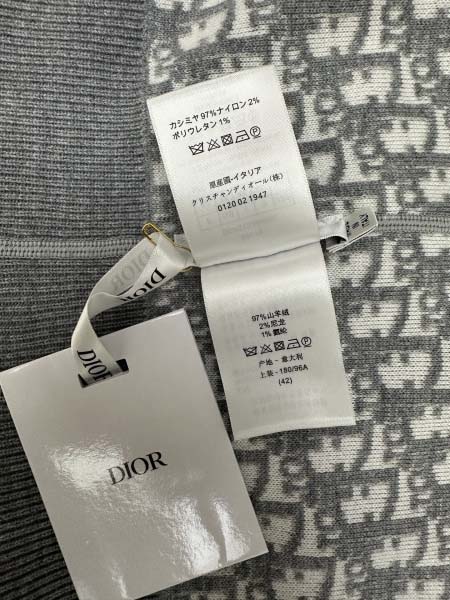 カシミヤ 97% ナイロン 2%
ポリウレタン 1%
原産國-イタリア
クリスチャンディオール(株)
0120 02 1947
97% 山羊绒
2% 尼龙
1% 氨纶
产地 - 意大利
上装 - 180/96A
(42)
DIOR
DIOR